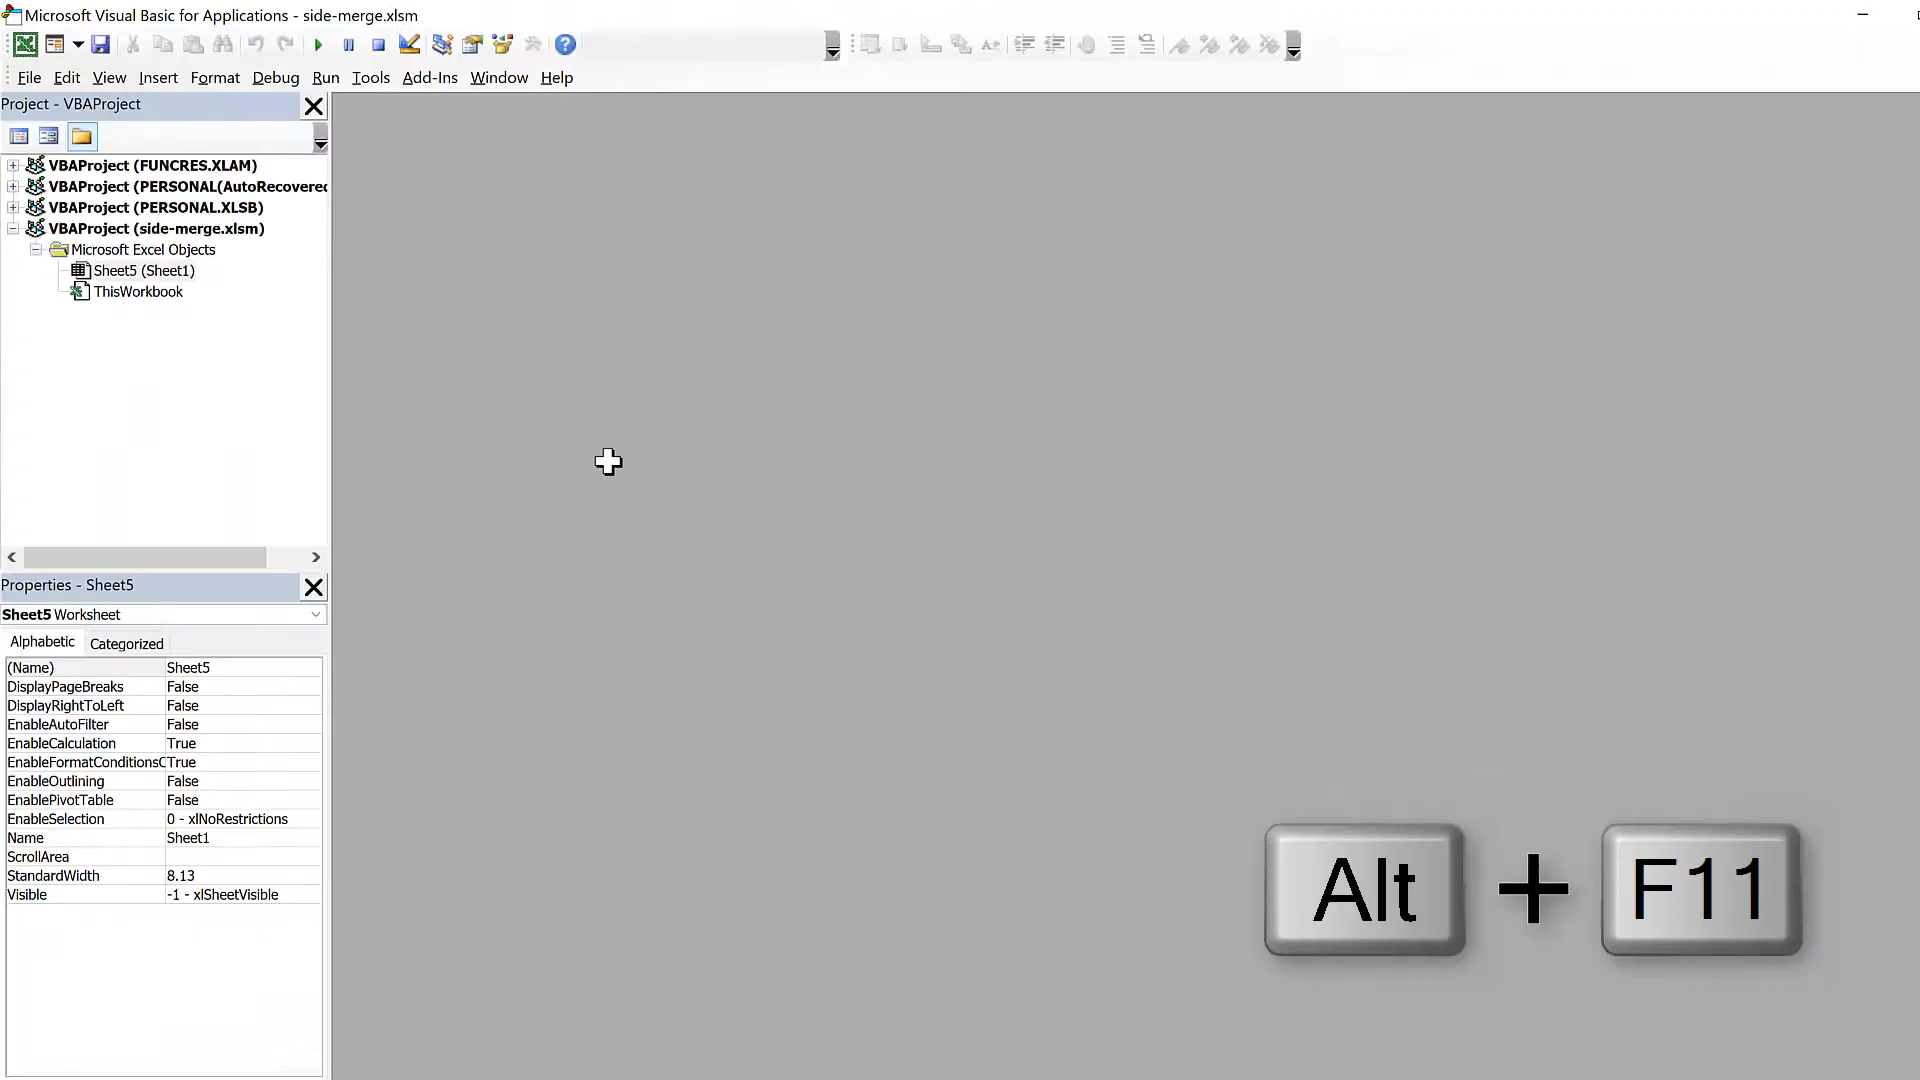 Microsoft Visual Basic for Applications - side-merge.xlsm
File Edit View Insert Format Debug Run Tools Add-Ins Window Help
Project - VBAProject
VBAProject (FUNCRES.XLAM)
VBAProject (PERSONAL(AutoRecovered
VBAProject (PERSONAL.XLSB)
VBAProject (side-merge.xlsm)
Microsoft Excel Objects
Sheet5 (Sheet1)
ThisWorkbook
Properties - Sheet5
Sheet5 Worksheet
Alphabetic Categorized
(Name) Sheet5
DisplayPageBreaks False
DisplayRightToLeft False
EnableAutoFilter False
EnableCalculation True
EnableFormatConditionsC True
EnableOutlining False
EnablePivotTable False
EnableSelection 0 - xlNoRestrictions
Name Sheet1
ScrollArea
StandardWidth 8.13
Visible -1 - xlSheetVisible
Alt + F11